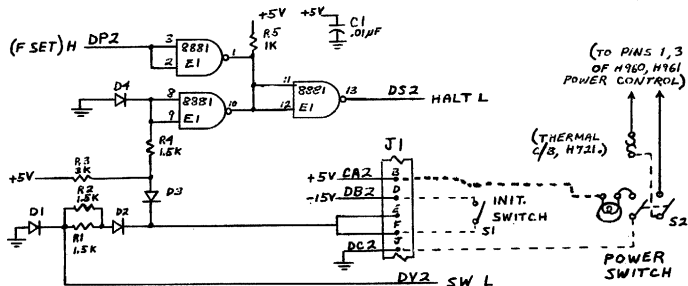 +5V
+5V
R5
1K
C1
.01µF
(F SET) H DP2
3
2
8881
E1
1
(TO PINS 1, 3
OF H960, H961
POWER CONTROL)
11
12
8881
E1
13
DS2
HALT L
D4
8
9
8881
E1
10
R4
1.5K
(THERMAL
C/B, H721.)
J1
+5V
R3
3K
D3
+5V CA2
B
-15V DB2
D
INIT.
SWITCH
S1
S2
R2
1.5K
D1
D2
R1
1.5K
F
DC2
J
POWER
SWITCH
DV2
SW L